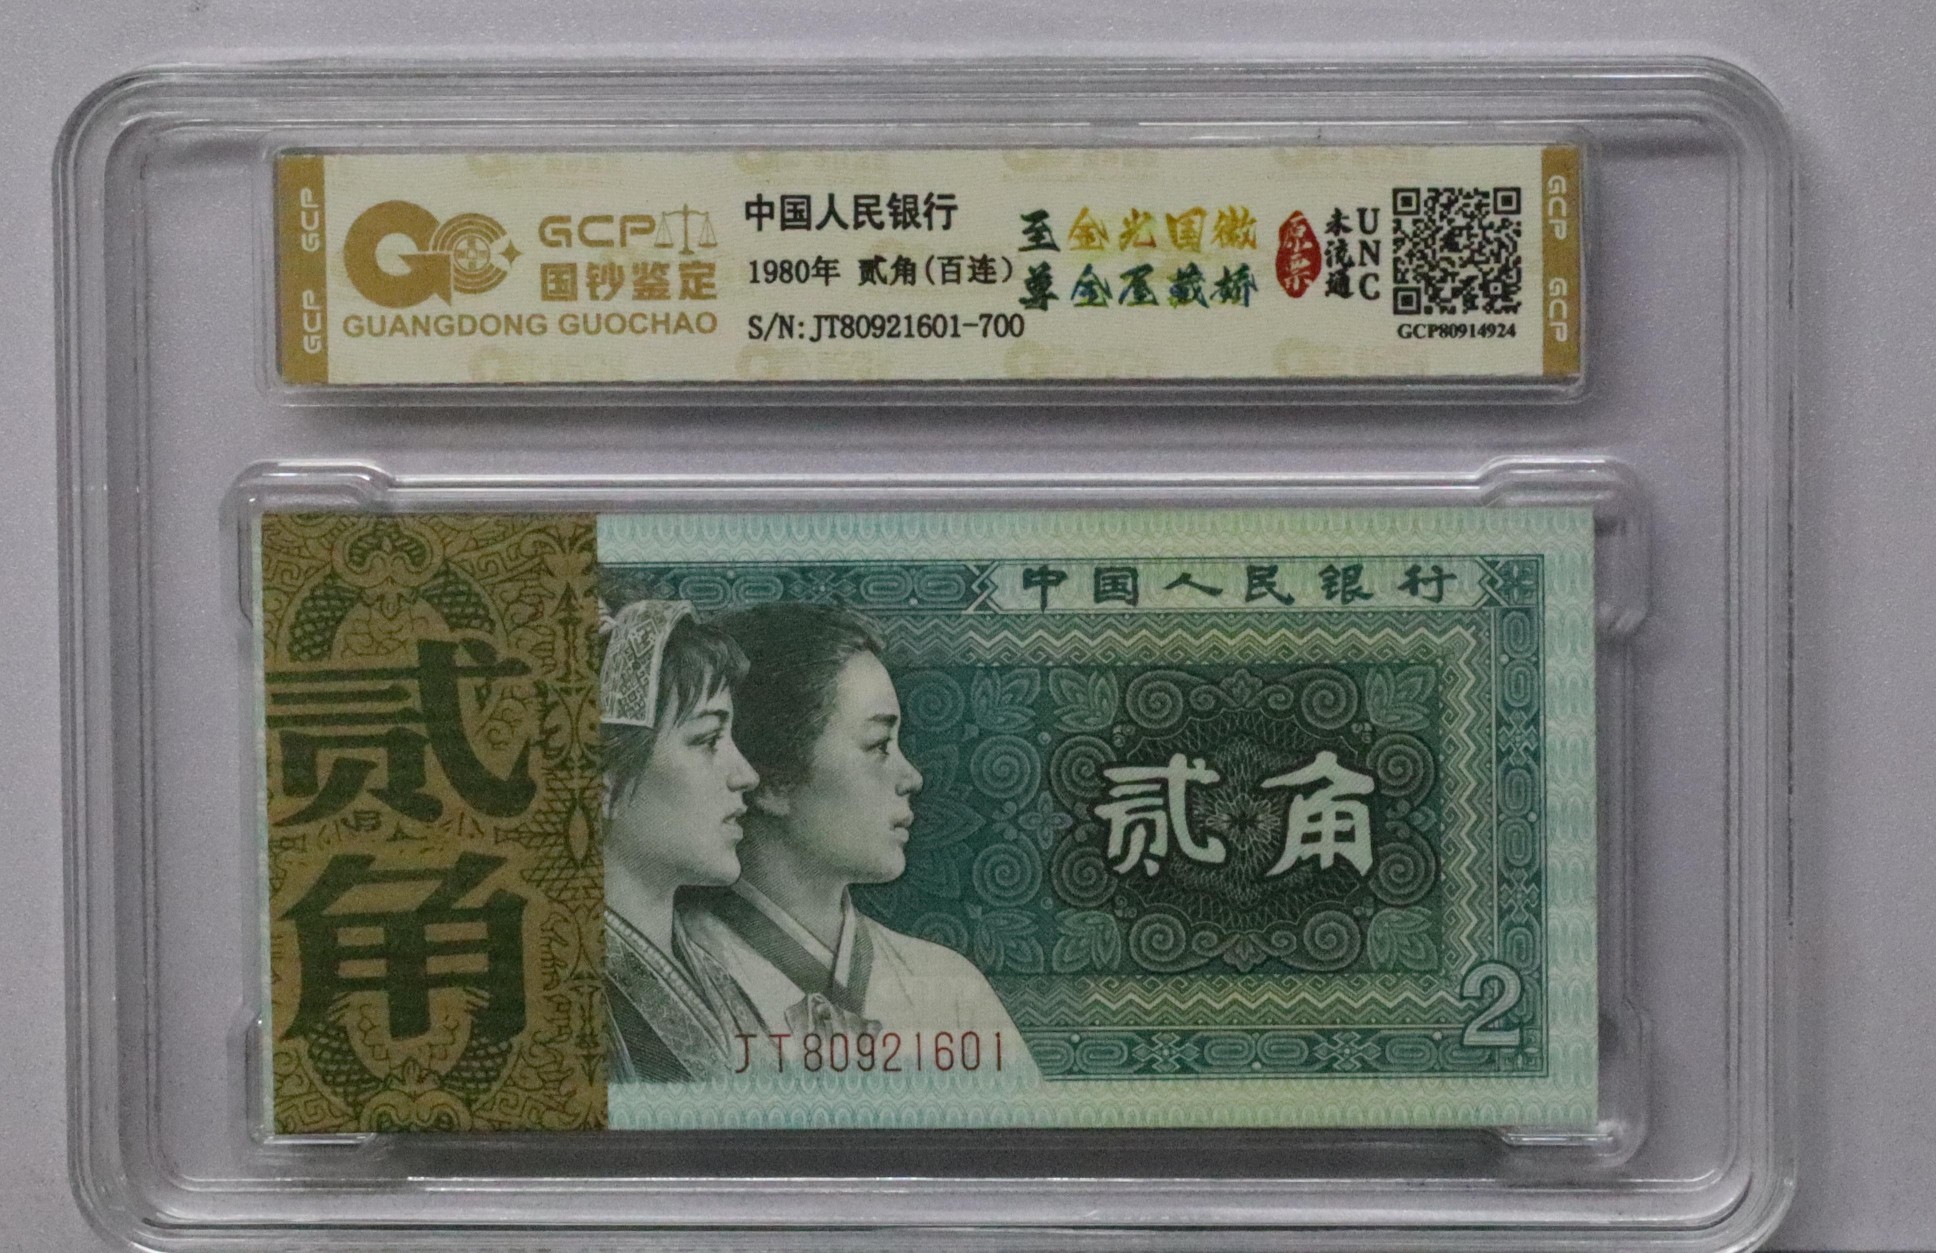 GCP
GCP
GCP
国钞鉴定
GUANGDONG GUOCHAO
中国人民银行
1980年 贰角(百连)
S/N:JT80921601-700
至尊
金光国徽
金屋藏娇
原票
未流通
UNC
GCP80914924
GCP
GCP
贰角
中国人民银行
贰角
2
JT80921601